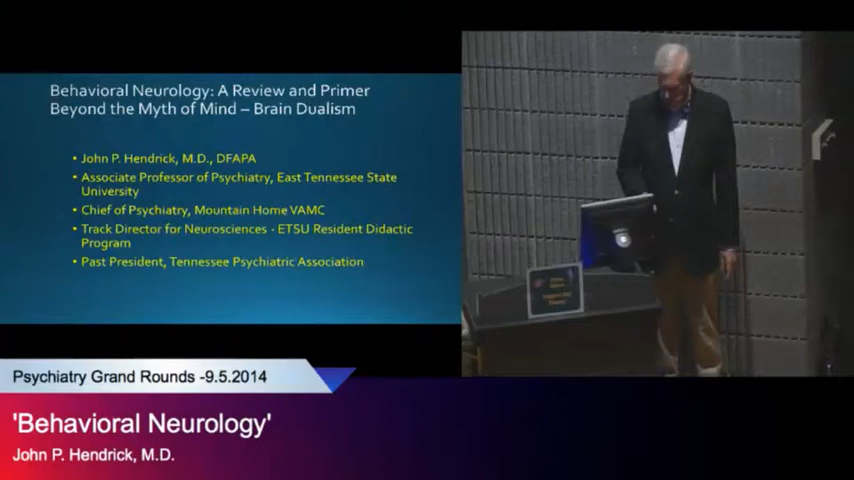 Behavioral Neurology: A Review and Primer
Beyond the Myth of Mind – Brain Dualism
• John P. Hendrick, M.D., DFAPA
• Associate Professor of Psychiatry, East Tennessee State
University
• Chief of Psychiatry, Mountain Home VAMC
• Track Director for Neurosciences - ETSU Resident Didactic
Program
• Past President, Tennessee Psychiatric Association
Psychiatry Grand Rounds -9.5.2014
'Behavioral Neurology'
John P. Hendrick, M.D.